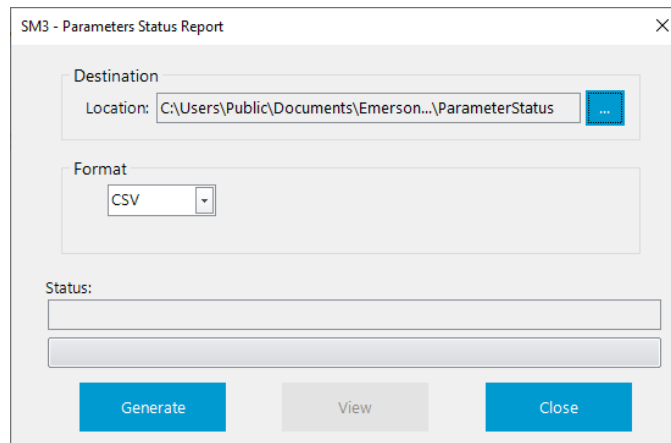 SM3 - Parameters Status Report
Destination
Location: C:\Users\Public\Documents\Emerson...\ParameterStatus ...
Format
CSV
Status:
Generate View Close